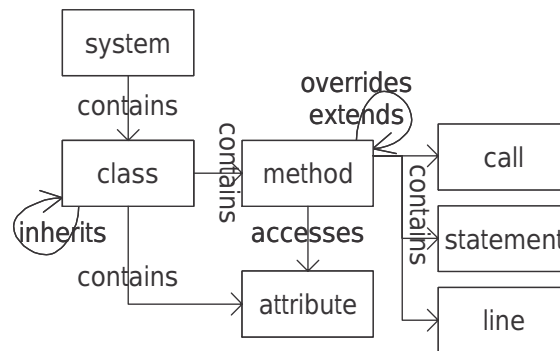 system
contains
class
inherits
contains
contains
method
overrides
extends
accesses
attribute
contains
call
statement
line